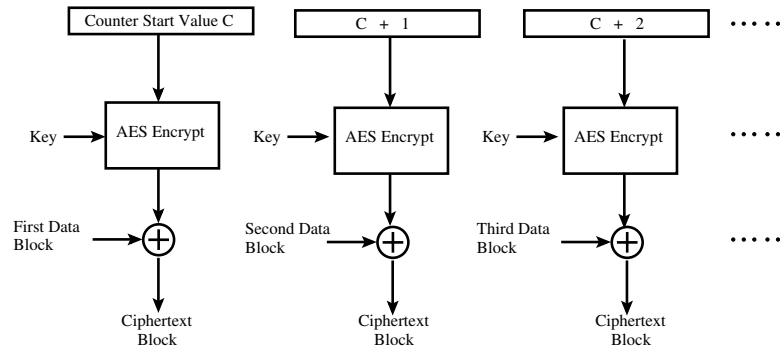 Counter Start Value C
C + 1
C + 2
Key
AES Encrypt
Key
AES Encrypt
Key
AES Encrypt
First Data
Block
Second Data
Block
Third Data
Block
Ciphertext
Block
Ciphertext
Block
Ciphertext
Block